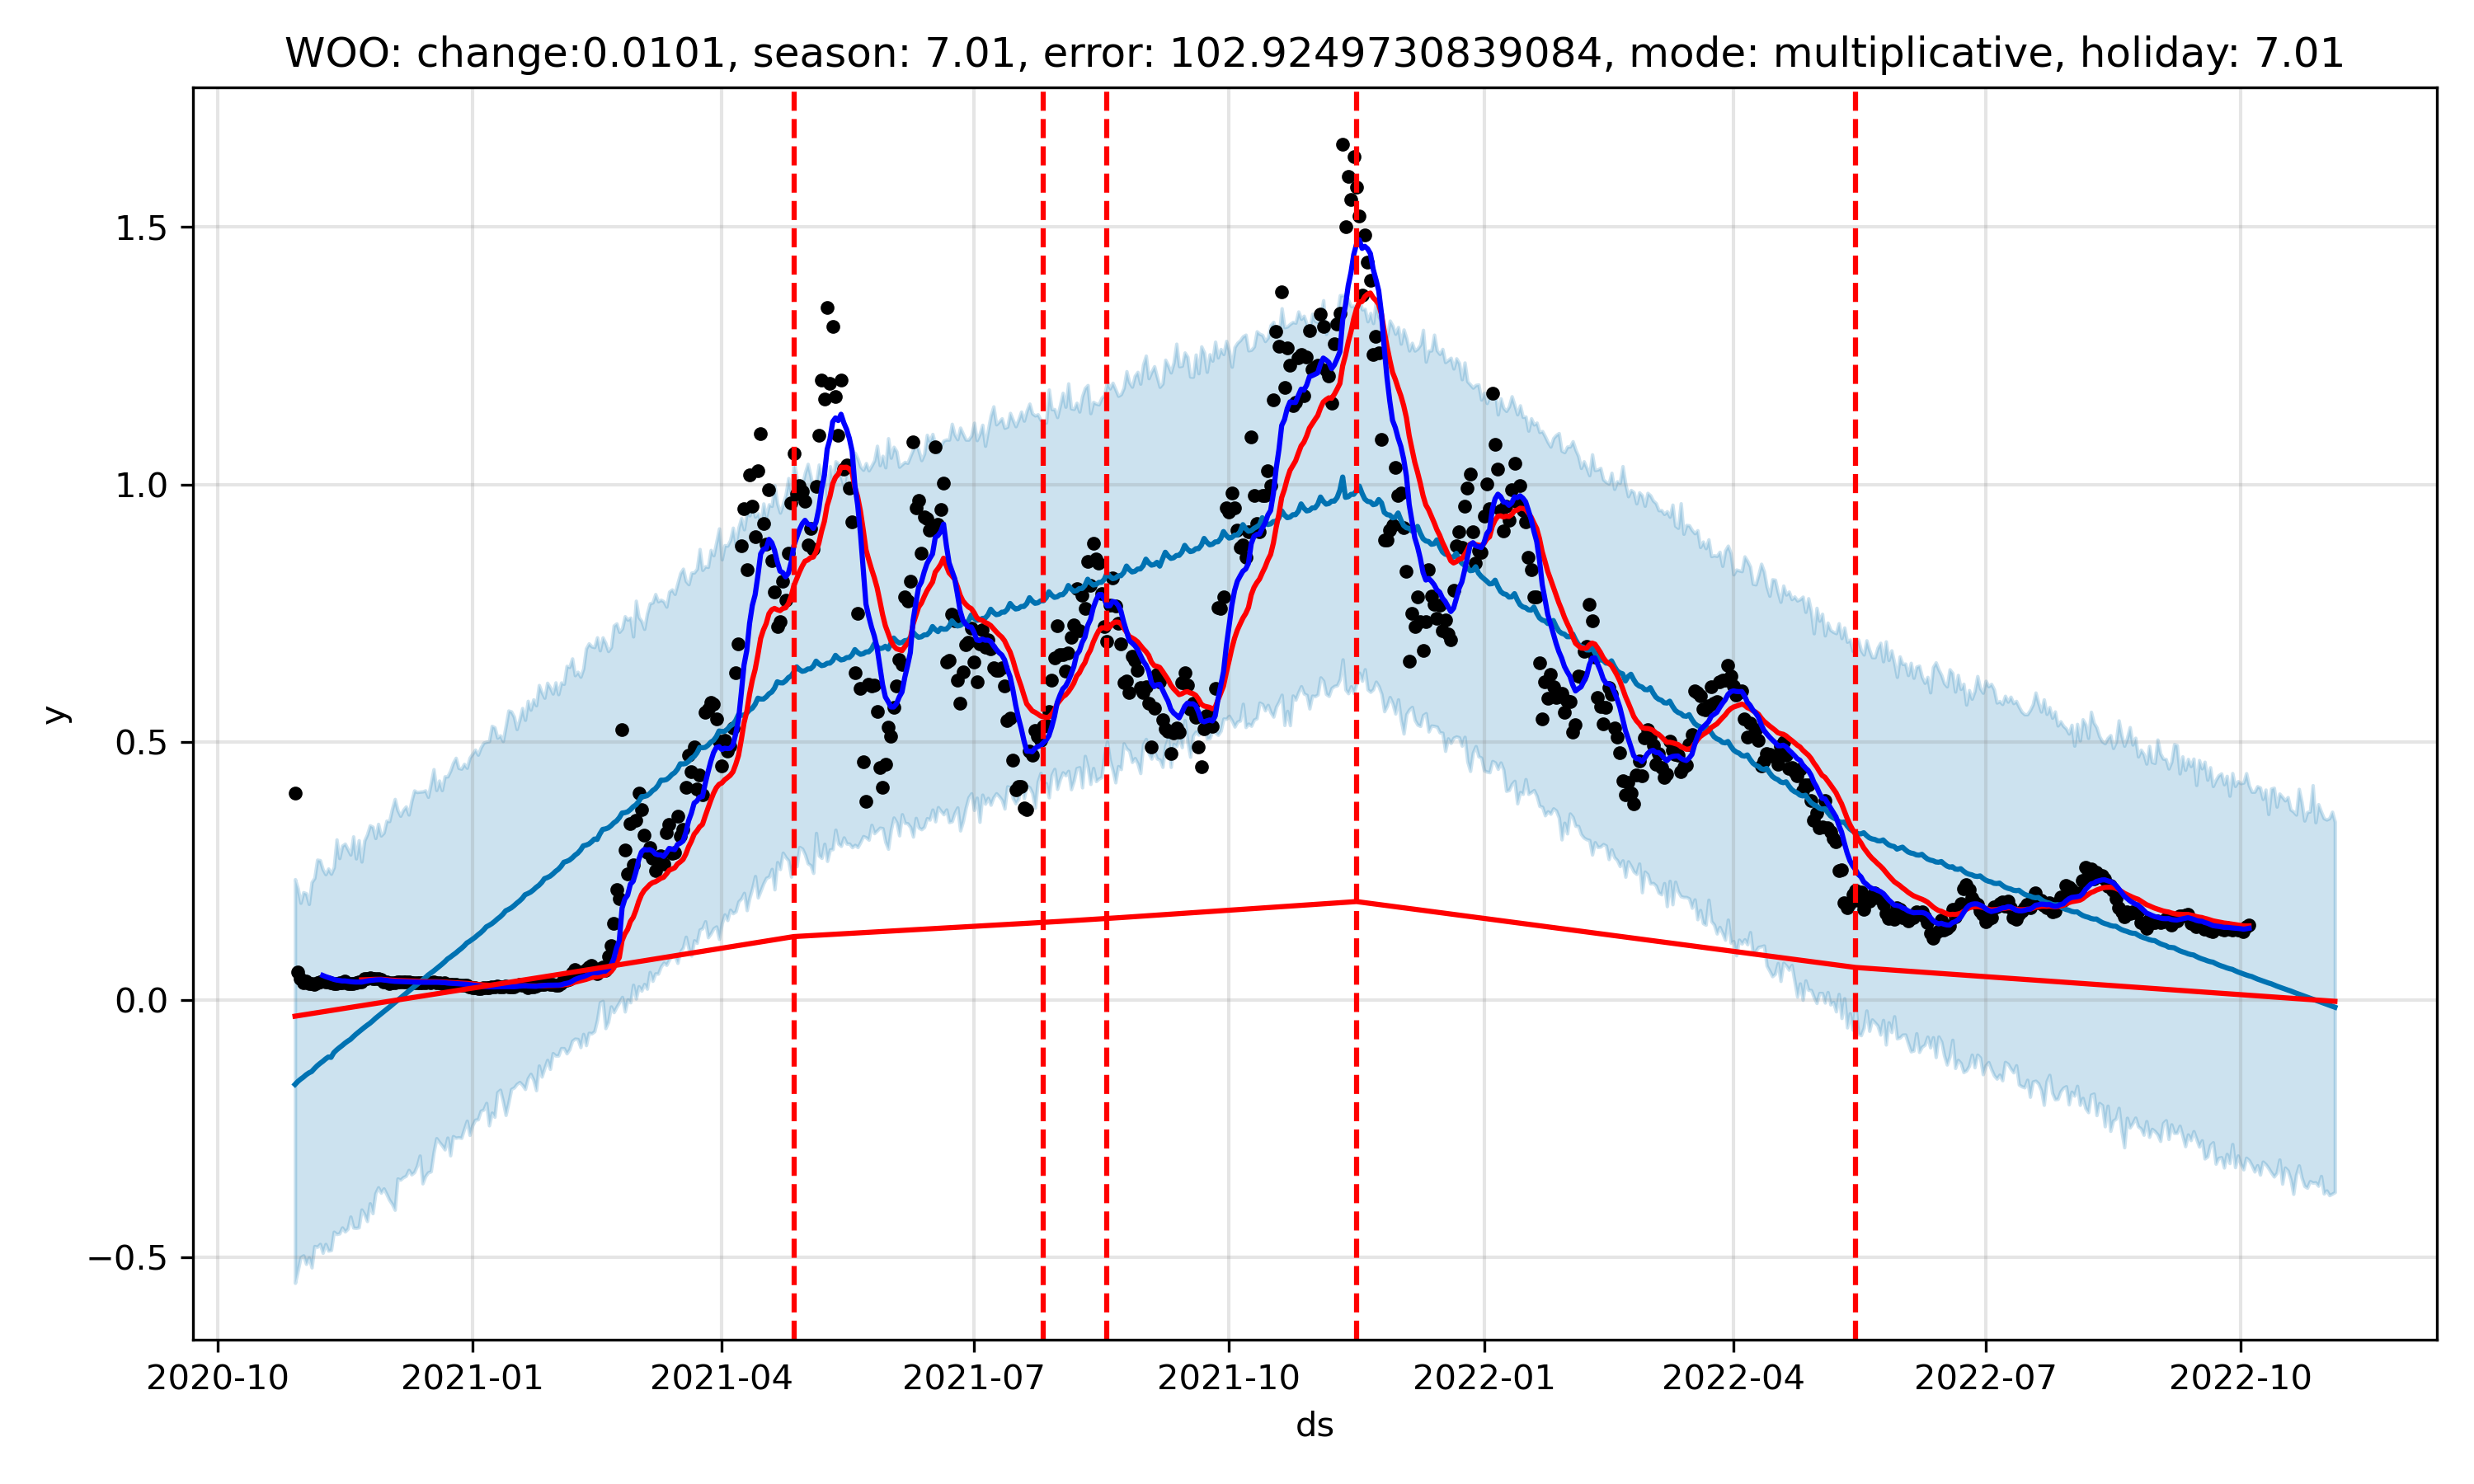 WOO: change:0.0101, season: 7.01, error: 102.9249730839084, mode: multiplicative, holiday: 7.01
y
1.5
1.0
0.5
0.0
−0.5
2020-10 2021-01 2021-04 2021-07 2021-10 2022-01 2022-04 2022-07 2022-10
ds